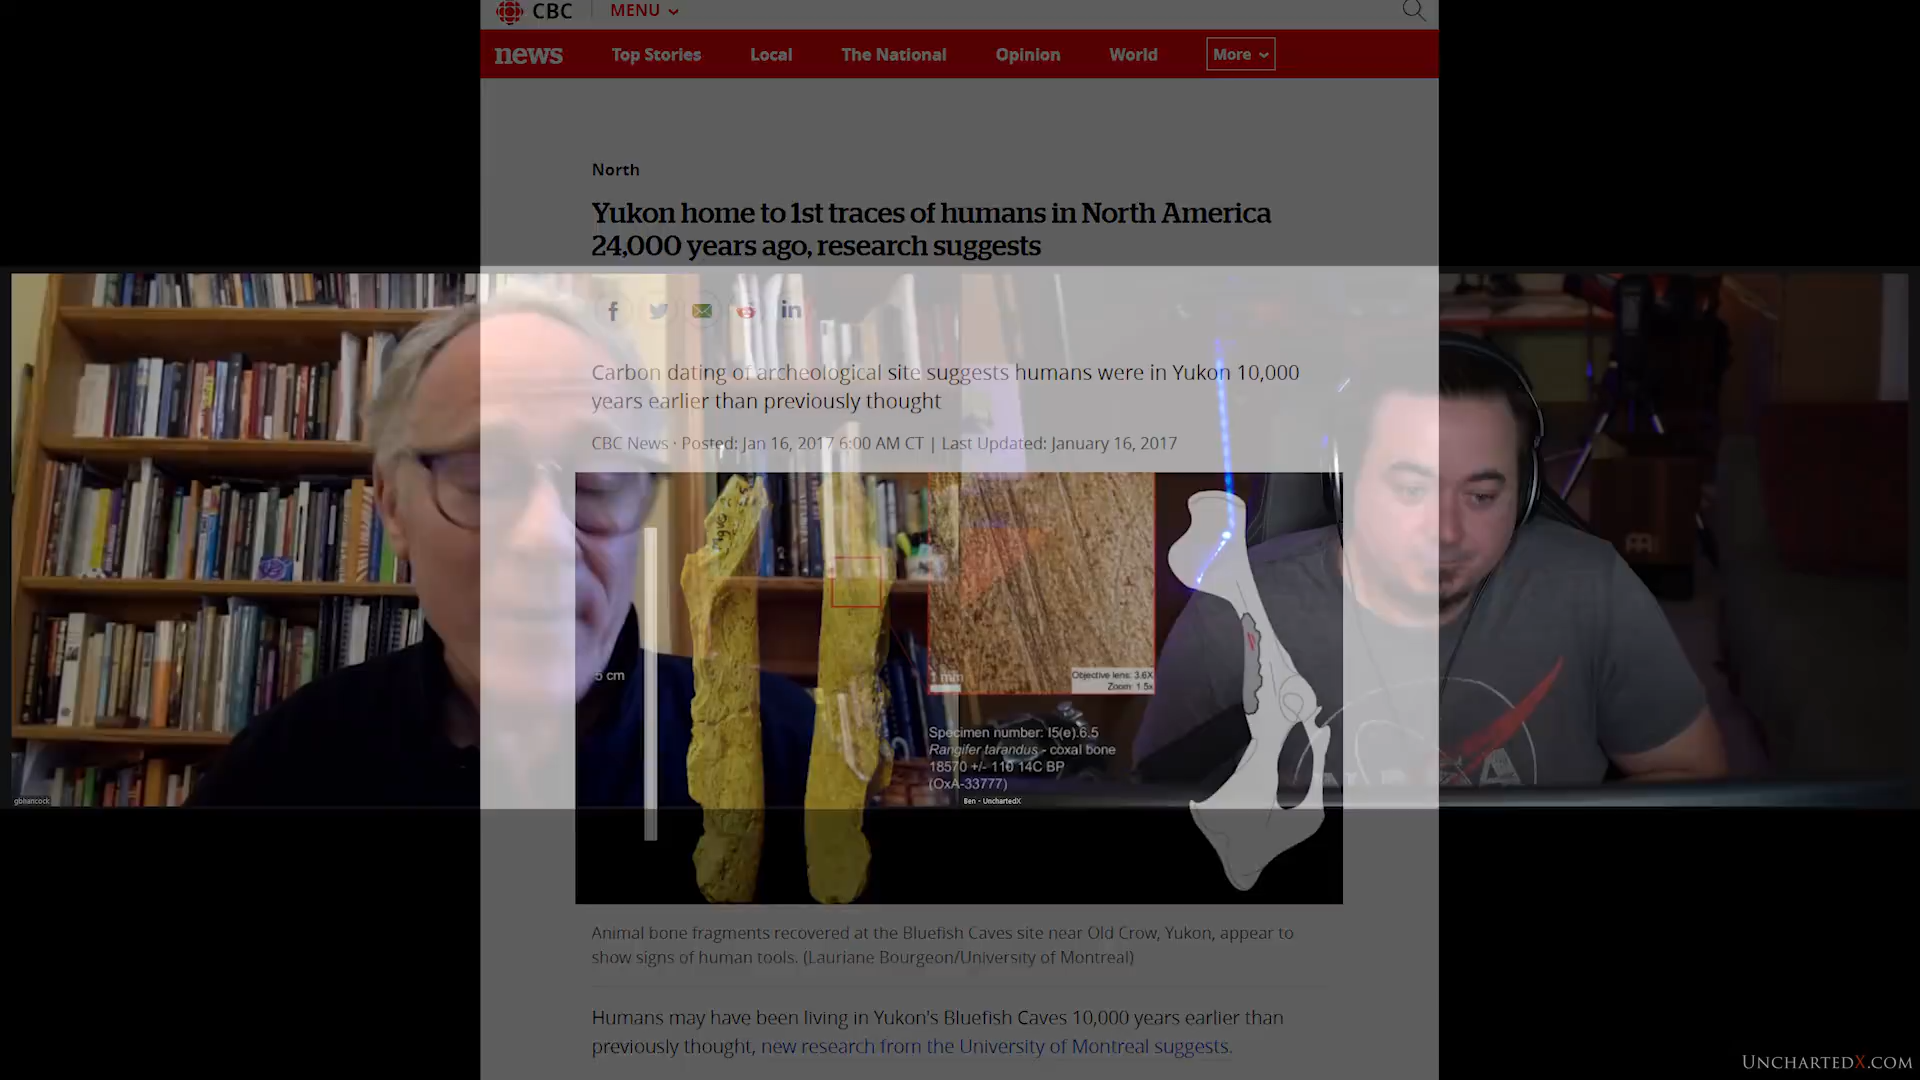 CBC
MENU
news
Top Stories
Local
The National
Opinion
World
More
North
Yukon home to 1st traces of humans in North America
24,000 years ago, research suggests
Carbon dating of archeological site suggests humans were in Yukon 10,000
years earlier than previously thought
CBC News · Posted: Jan 16, 2017 6:00 AM CT | Last Updated: January 16, 2017
5 cm
1 mm
Objective lens: 3.6X
Zoom: 1.5x
Specimen number: I5(e).6.5
Rangifer tarandus - coxal bone
18570 +/- 110 14C BP
(OxA-33777)
gbhancock
Ben - UnchartedX
Animal bone fragments recovered at the Bluefish Caves site near Old Crow, Yukon, appear to
show signs of human tools. (Lauriane Bourgeon/University of Montreal)
Humans may have been living in Yukon's Bluefish Caves 10,000 years earlier than
previously thought, new research from the University of Montreal suggests.
UNCHARTEDX.COM